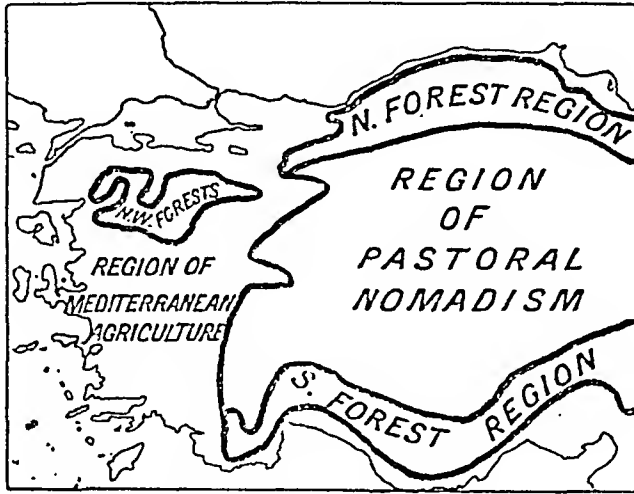 N. FOREST REGION
N.W. FORESTS
REGION
OF
PASTORAL
NOMADISM
REGION OF
MEDITERRANEAN
AGRICULTURE
S. FOREST REGION